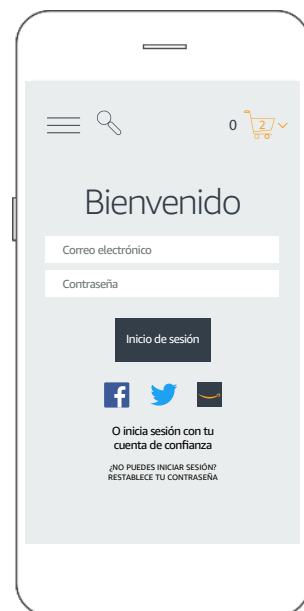 0
2
Bienvenido
Correo electrónico
Contraseña
Inicio de sesión
O inicia sesión con tu
cuenta de confianza
¿NO PUEDES INICIAR SESIÓN?
RESTABLECE TU CONTRASEÑA